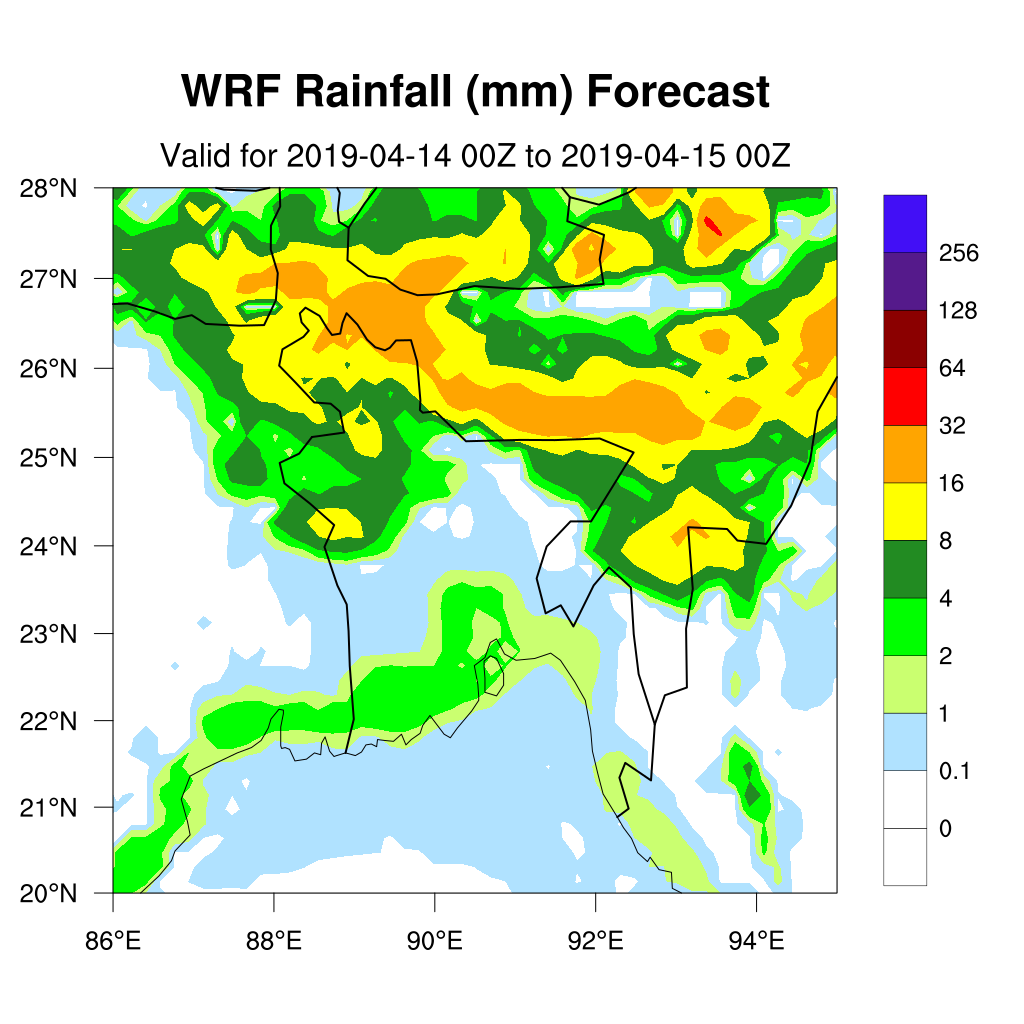 WRF Rainfall (mm) Forecast
Valid for 2019-04-14 00Z to 2019-04-15 00Z
28°N
27°N
26°N
25°N
24°N
23°N
22°N
21°N
20°N
86°E
88°E
90°E
92°E
94°E
256
128
64
32
16
8
4
2
1
0.1
0